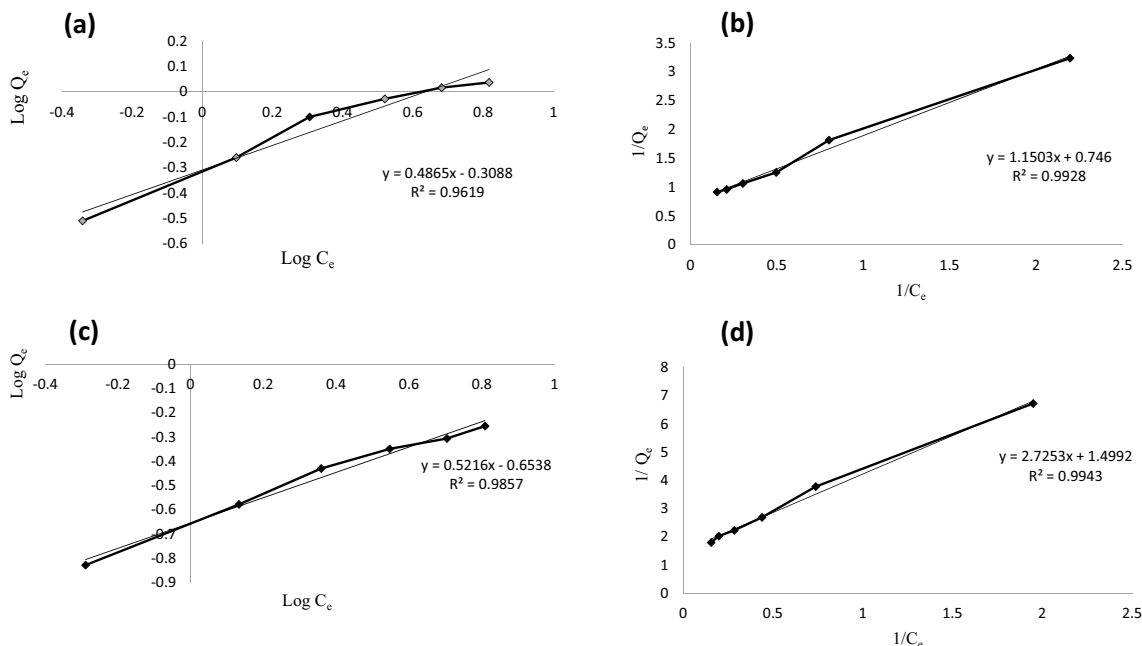 (a)
0.2
0.1
0
-0.1
-0.2
-0.3
-0.4
-0.5
-0.6
-0.4 -0.2 0 0.2 0.4 0.6 0.8 1
Log Qₑ
Log Cₑ
y = 0.4865x - 0.3088
R² = 0.9619
(b)
3.5
3
2.5
2
1.5
1
0.5
0
0 0.5 1 1.5 2 2.5
1/Qₑ
1/Cₑ
y = 1.1503x + 0.746
R² = 0.9928
(c)
0
-0.1
-0.2
-0.3
-0.4
-0.5
-0.6
-0.7
-0.8
-0.9
-0.4 -0.2 0 0.2 0.4 0.6 0.8 1
Log Qₑ
Log Cₑ
y = 0.5216x - 0.6538
R² = 0.9857
(d)
8
7
6
5
4
3
2
1
0
0 0.5 1 1.5 2 2.5
1/ Qₑ
1/Cₑ
y = 2.7253x + 1.4992
R² = 0.9943